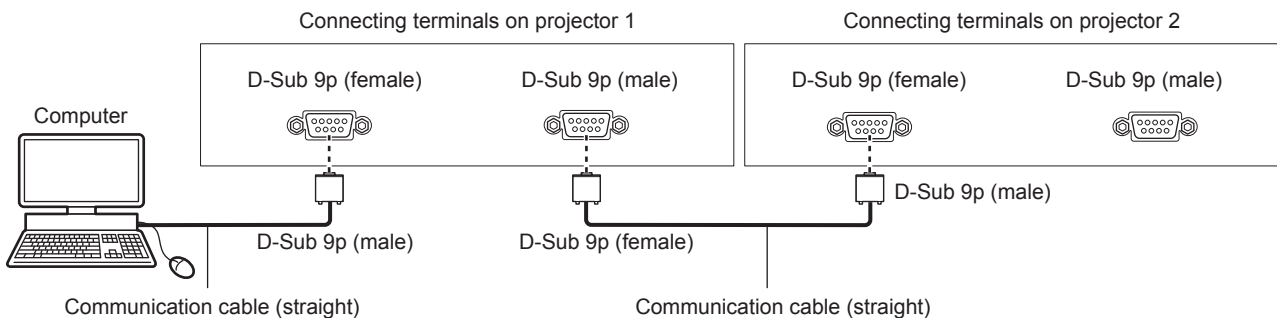 Connecting terminals on projector 1
Connecting terminals on projector 2
D-Sub 9p (female)
D-Sub 9p (male)
D-Sub 9p (female)
D-Sub 9p (male)
Computer
D-Sub 9p (male)
D-Sub 9p (male)
D-Sub 9p (female)
Communication cable (straight)
Communication cable (straight)